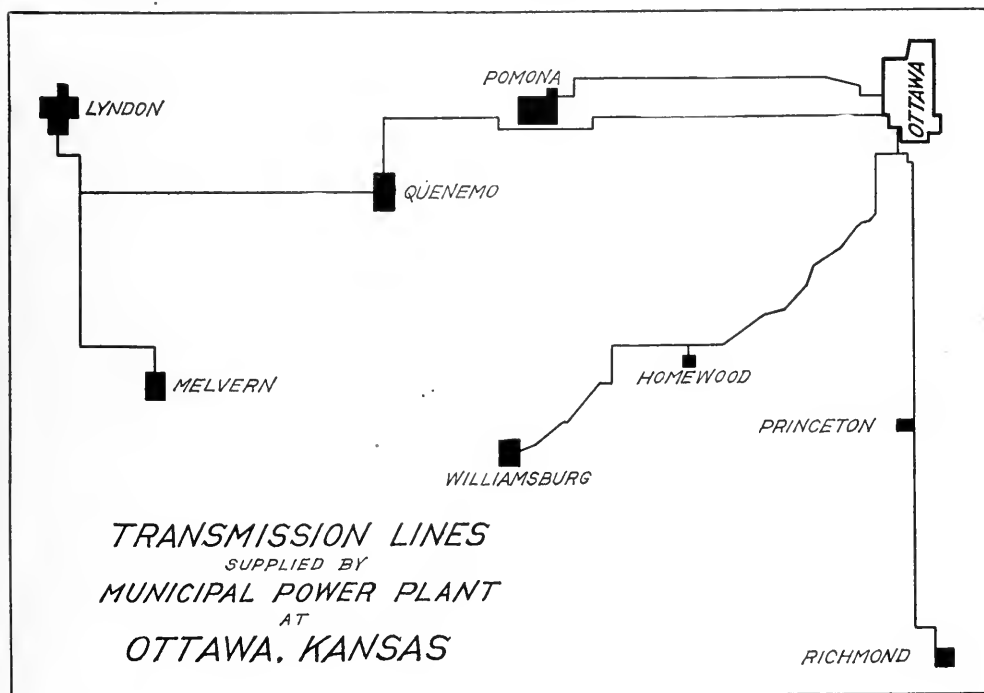 POMONA
OTTAWA
LYNDON
QUENEMO
MELVERN
HOMEWOOD
PRINCETON
WILLIAMSBURG
TRANSMISSION LINES
SUPPLIED BY
MUNICIPAL POWER PLANT
AT
OTTAWA, KANSAS
RICHMOND